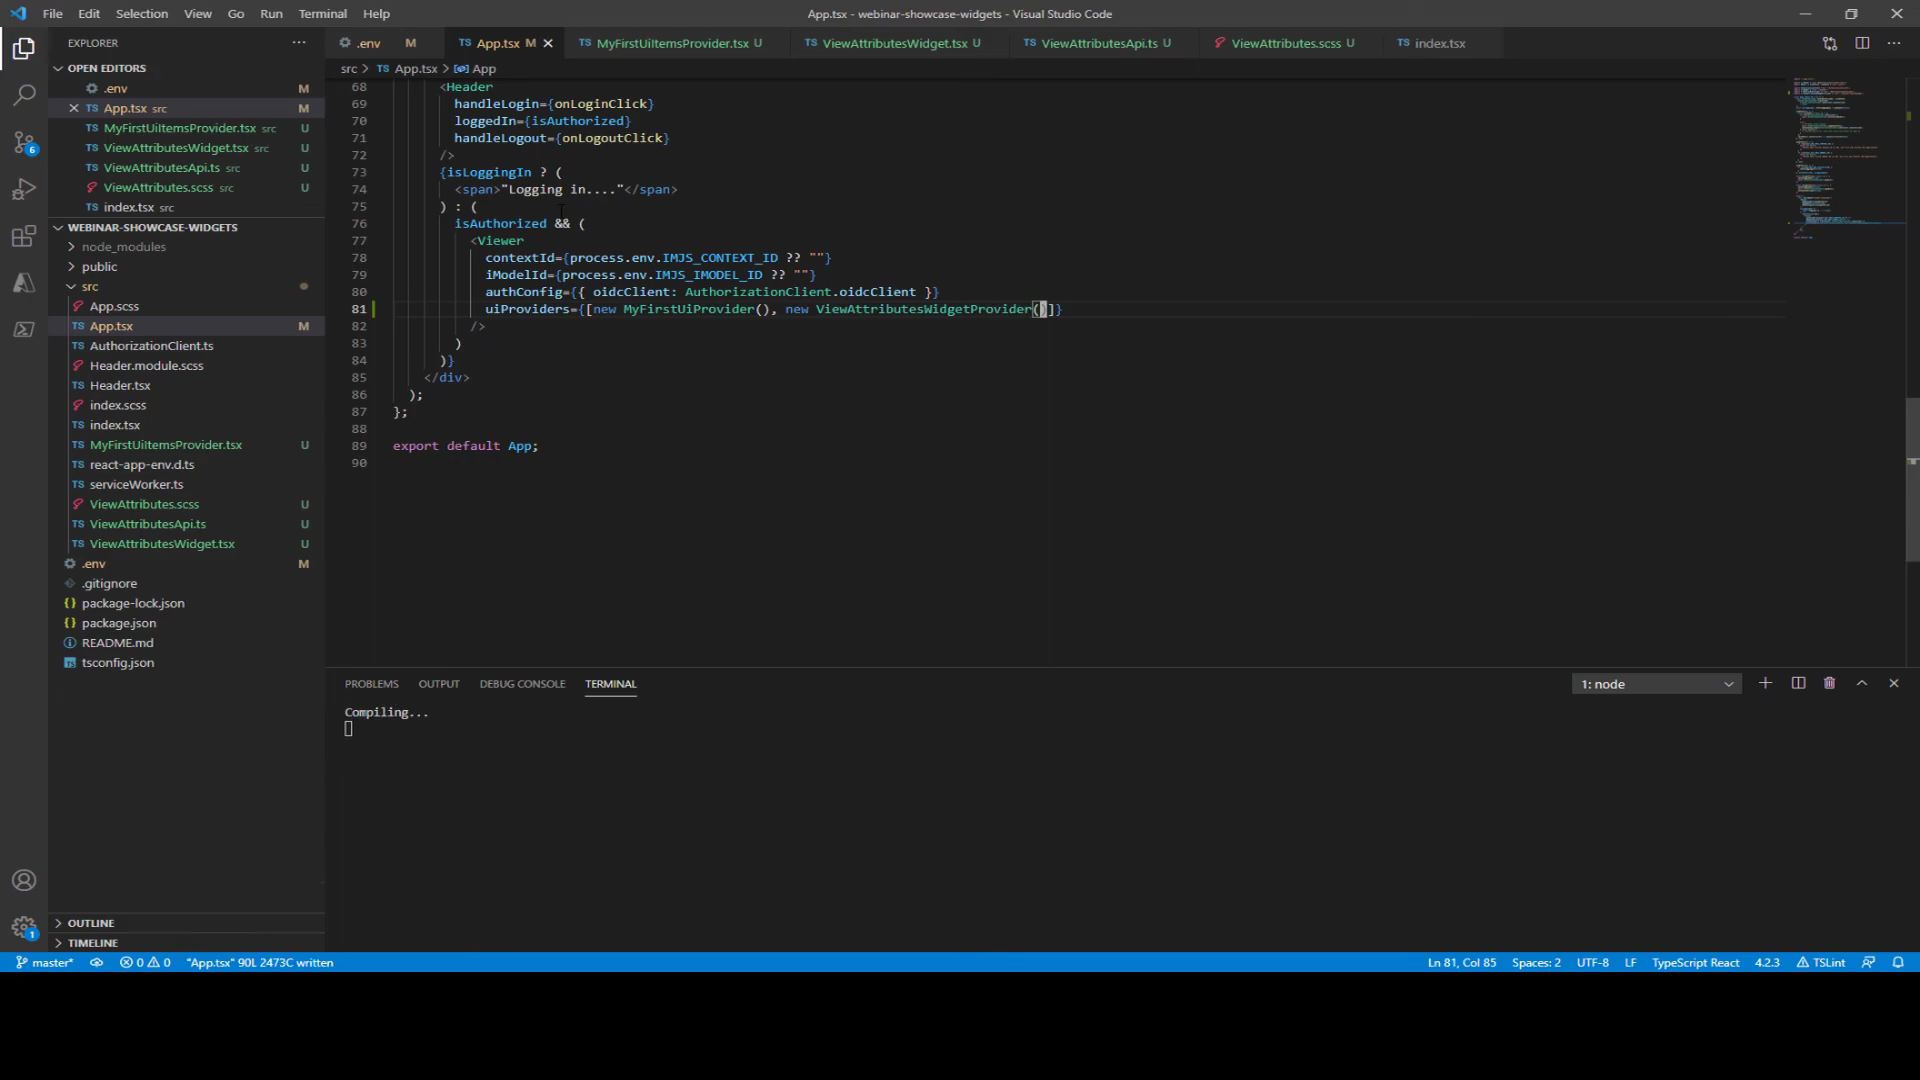 File Edit Selection View Go Run Terminal Help
App.tsx - webinar-showcase-widgets - Visual Studio Code
EXPLORER
OPEN EDITORS
.env M
App.tsx src M
MyFirstUiItemsProvider.tsx src U
ViewAttributesWidget.tsx src U
ViewAttributesApi.ts src U
ViewAttributes.scss src U
index.tsx src
WEBINAR-SHOWCASE-WIDGETS
node_modules
public
src
App.scss
App.tsx M
AuthorizationClient.ts
Header.module.scss
Header.tsx
index.scss
index.tsx
MyFirstUiItemsProvider.tsx U
react-app-env.d.ts
serviceWorker.ts
ViewAttributes.scss U
ViewAttributesApi.ts U
ViewAttributesWidget.tsx U
.env M
.gitignore
package-lock.json
package.json
README.md
tsconfig.json
OUTLINE
TIMELINE
.env M App.tsx M MyFirstUiItemsProvider.tsx U ViewAttributesWidget.tsx U ViewAttributesApi.ts U ViewAttributes.scss U index.tsx
src > App.tsx > App
68 <Header
69 handleLogin={onLoginClick}
70 loggedIn={isAuthorized}
71 handleLogout={onLogoutClick}
72 />
73 {isLoggingIn ? (
74 <span>"Logging in...."</span>
75 ) : (
76 isAuthorized && (
77 <Viewer
78 contextId={process.env.IMJS_CONTEXT_ID ?? ""}
79 iModelId={process.env.IMJS_IMODEL_ID ?? ""}
80 authConfig={{ oidcClient: AuthorizationClient.oidcClient }}
81 uiProviders={[new MyFirstUiProvider(), new ViewAttributesWidgetProvider()]}
82 />
83 )
84 )}
85 </div>
86 );
87 };
88
89 export default App;
90
PROBLEMS OUTPUT DEBUG CONSOLE TERMINAL 1: node
Compiling...
master* 0 0 "App.tsx" 90L 2473C written Ln 81, Col 85 Spaces: 2 UTF-8 LF TypeScript React 4.2.3 TSLint